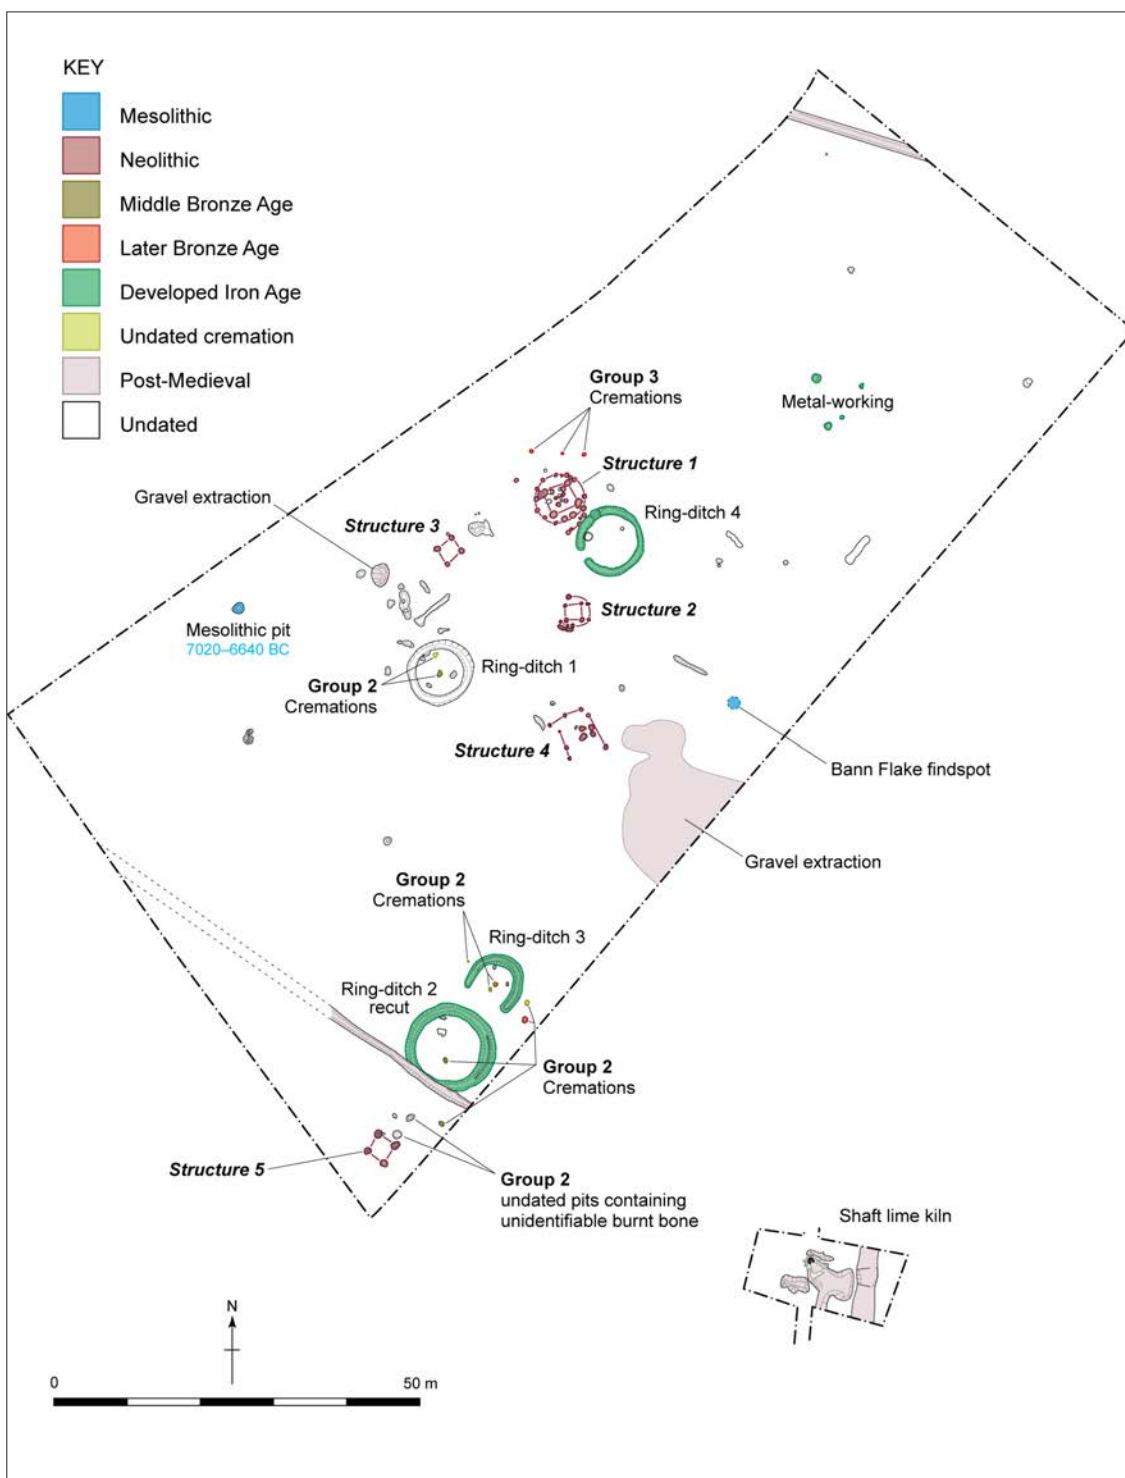 KEY
Mesolithic
Neolithic
Middle Bronze Age
Later Bronze Age
Developed Iron Age
Undated cremation
Post-Medieval
Undated
Group 3
Cremations
Metal-working
Structure 1
Gravel extraction
Structure 3
Ring-ditch 4
Structure 2
Mesolithic pit
7020–6640 BC
Ring-ditch 1
Group 2
Cremations
Structure 4
Bann Flake findspot
Gravel extraction
Group 2
Cremations
Ring-ditch 3
Ring-ditch 2
recut
Group 2
Cremations
Structure 5
Group 2
undated pits containing
unidentifiable burnt bone
Shaft lime kiln
N
0
50 m